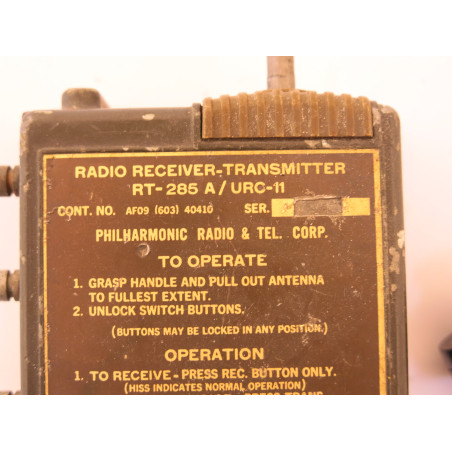 RADIO RECEIVER-TRANSMITTER
RT-285 A/URC-11
CONT. NO. AF09 (603) 40416 SER.
PHILHARMONIC RADIO & TEL. CORP.
TO OPERATE
1. GRASP HANDLE AND PULL OUT ANTENNA
TO FULLEST EXTENT.
2. UNLOCK SWITCH BUTTONS.
(BUTTONS MAY BE LOCKED IN ANY POSITION.)
OPERATION
1. TO RECEIVE - PRESS REC. BUTTON ONLY.
(HISS INDICATES NORMAL OPERATION)